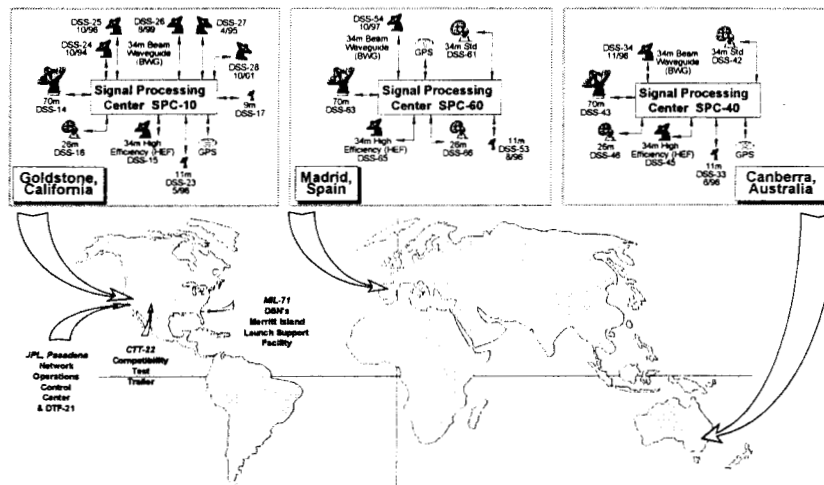 DSS-25
10/96
DSS-26
8/99
DSS-27
4/95
DSS-24
10/94
34m Beam
Waveguide
(BWG)
DSS-28
10/01
70m
DSS-14
Signal Processing
Center SPC-10
9m
DSS-17
26m
DSS-16
34m High
Efficiency (HEF)
DSS-15
11m
DSS-23
5/96
GPS
Goldstone,
California
DSS-54
10/97
34m Beam
Waveguide
(BWG)
GPS
34m Std
DSS-61
70m
DSS-63
Signal Processing
Center SPC-60
34m High
Efficiency (HEF)
DSS-65
26m
DSS-66
11m
DSS-53
8/96
Madrid,
Spain
DSS-34
11/96
34m Beam
Waveguide
(BWG)
34m Std
DSS-42
70m
DSS-43
Signal Processing
Center SPC-40
26m
DSS-46
34m High
Efficiency (HEF)
DSS-45
11m
DSS-33
6/96
GPS
Canberra,
Australia
JPL, Pasadena
Network
Operations
Control
Center
& DTF-21
CTT-22
Compatibility
Test
Trailer
MIL-71
DSN's
Merritt Island
Launch Support
Facility